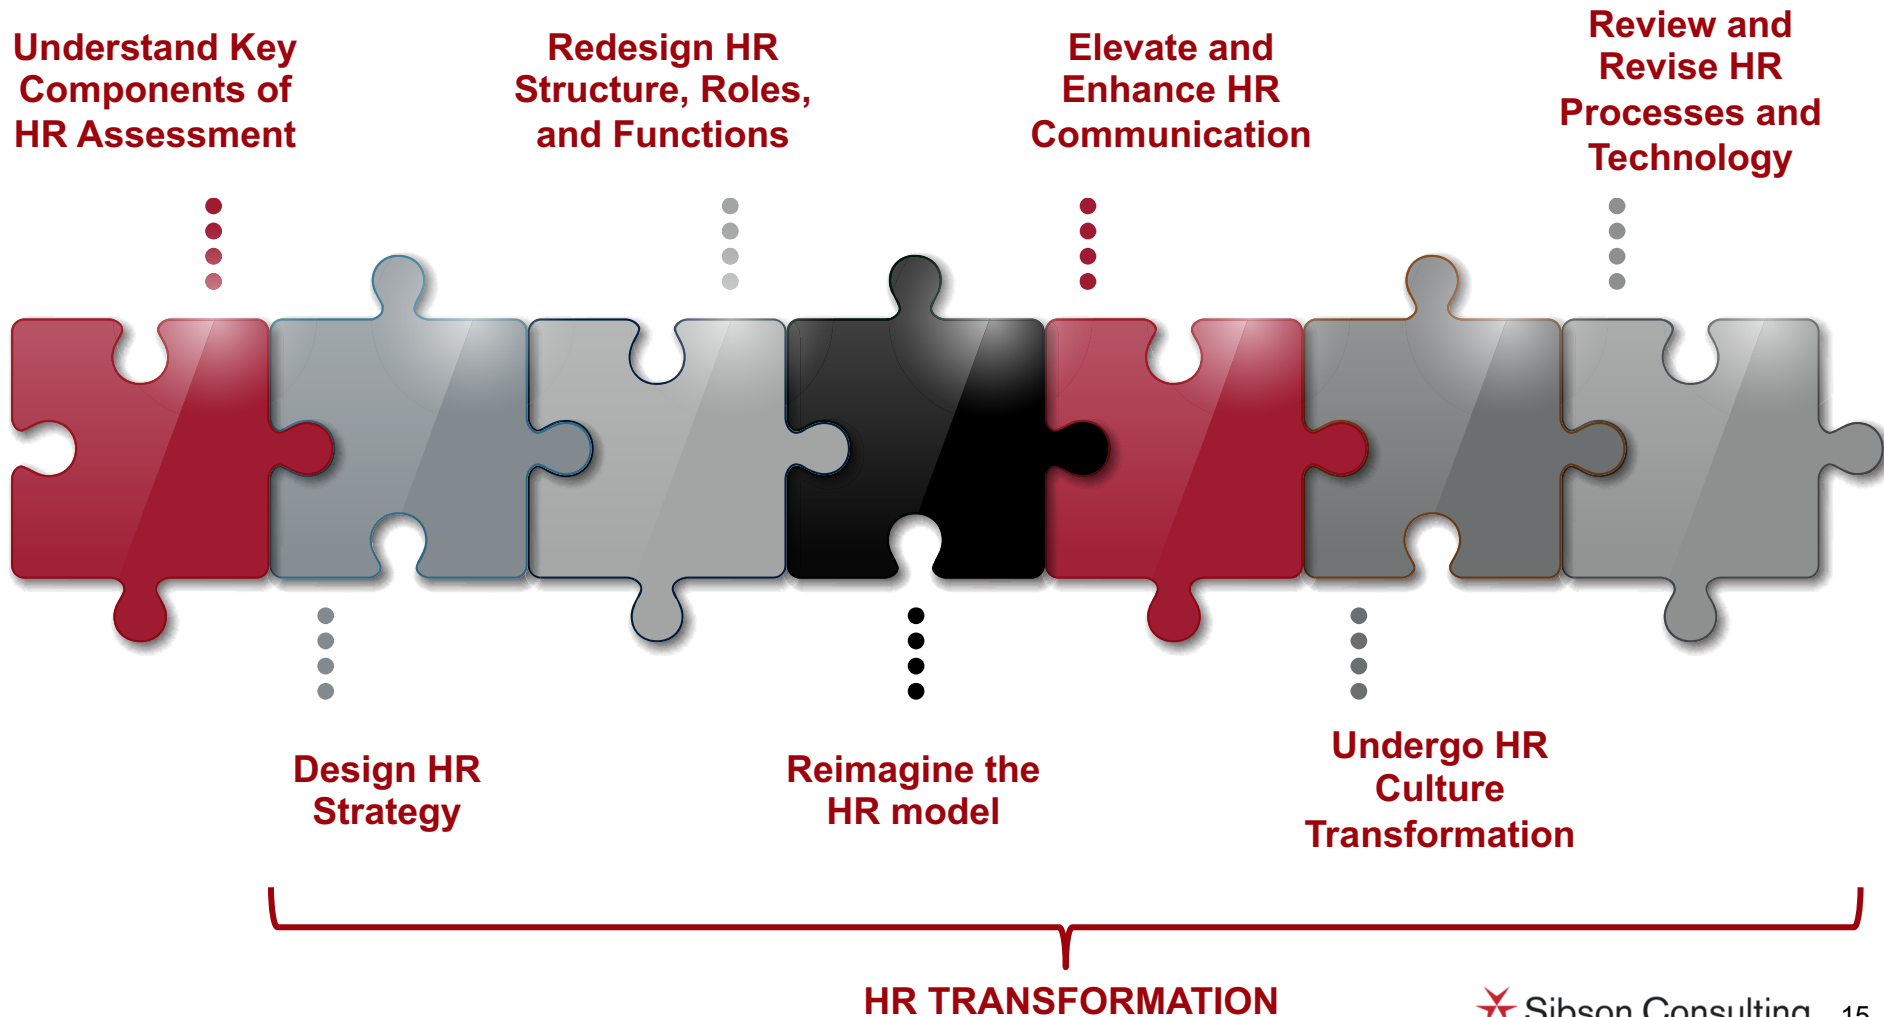 Understand Key
Components of
HR Assessment
Redesign HR
Structure, Roles,
and Functions
Elevate and
Enhance HR
Communication
Review and
Revise HR
Processes and
Technology
Design HR
Strategy
Reimagine the
HR model
Undergo HR
Culture
Transformation
HR TRANSFORMATION
Sibson Consulting 15